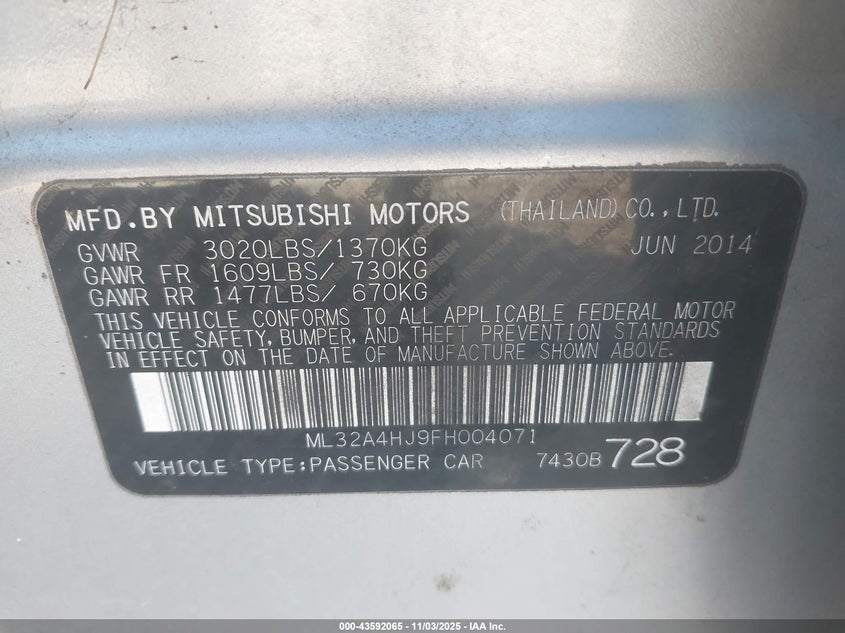 MFD.BY MITSUBISHI MOTORS (THAILAND) CO.,LTD.
GVWR 3020LBS/1370KG JUN 2014
GAWR FR 1609LBS/ 730KG
GAWR RR 1477LBS/ 670KG
THIS VEHICLE CONFORMS TO ALL APPLICABLE FEDERAL MOTOR
VEHICLE SAFETY, BUMPER, AND THEFT PREVENTION STANDARDS
IN EFFECT ON THE DATE OF MANUFACTURE SHOWN ABOVE.
ML32A4HJ9FH004071
VEHICLE TYPE:PASSENGER CAR 7430B 728
000-43592065 - 11/03/2025 - IAA Inc.